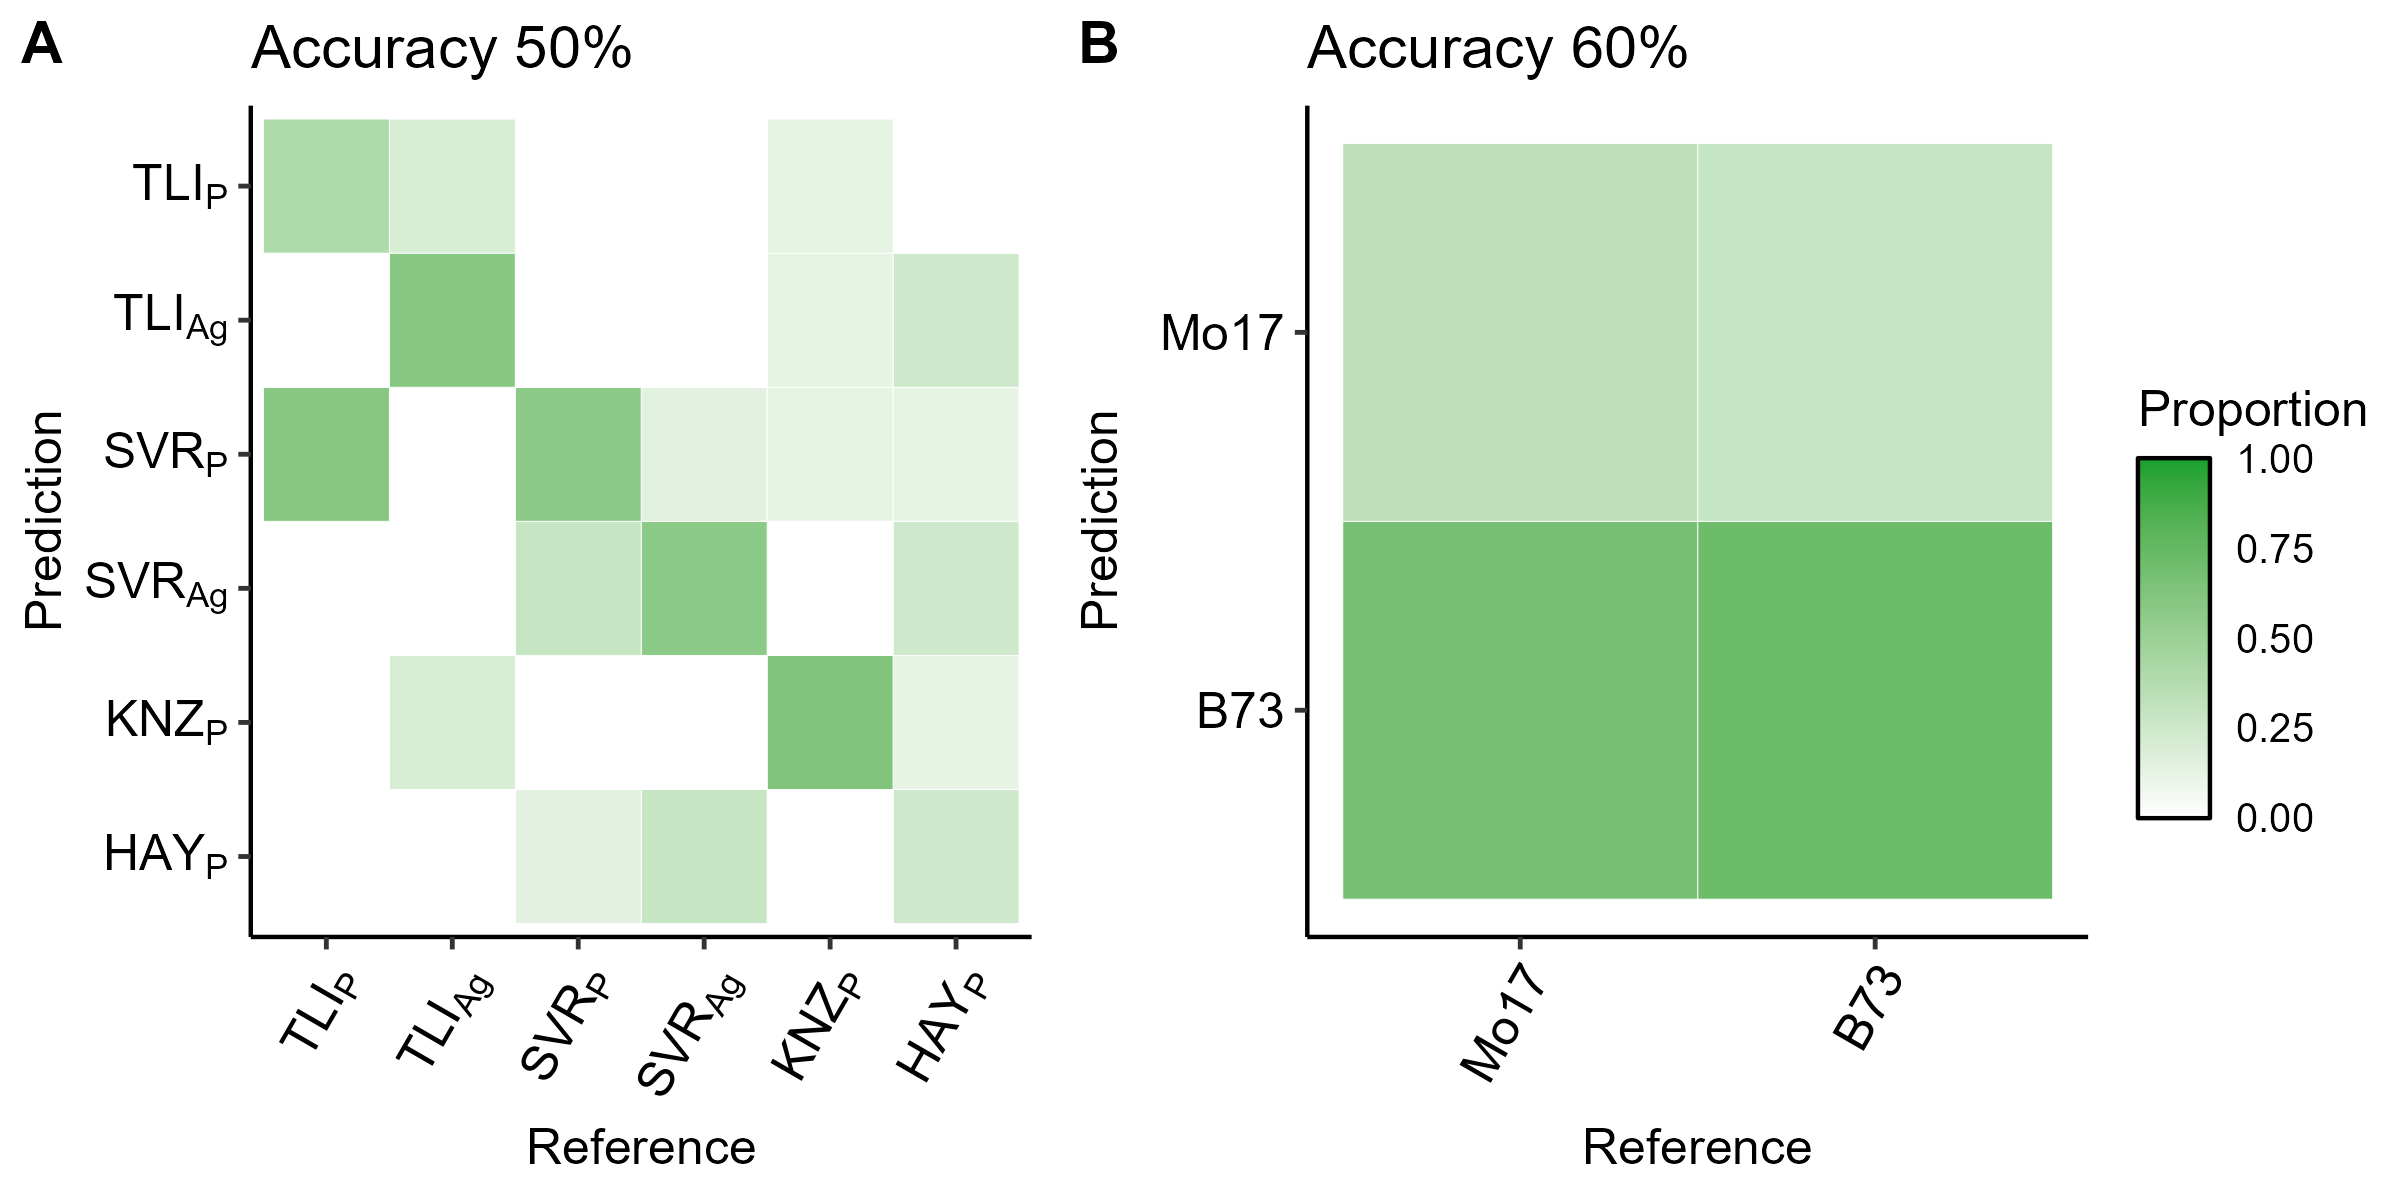 A
Accuracy 50%
Prediction
TLIP
TLIAg
SVRP
SVRAg
KNZP
HAYP
TLIP
TLIAg
SVRP
SVRAg
KNZP
HAYP
Reference
B
Accuracy 60%
Prediction
Mo17
B73
Mo17
B73
Reference
Proportion
1.00
0.75
0.50
0.25
0.00